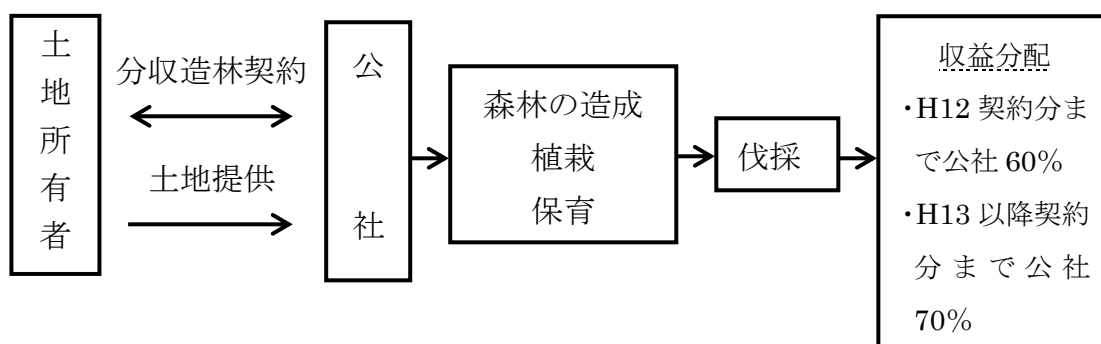 土地所有者
分収造林契約
土地提供
公社
森林の造成
植栽
保育
伐採
収益分配
・H12 契約分ま
で公社 60%
・H13 以降契約
分まで公社
70%